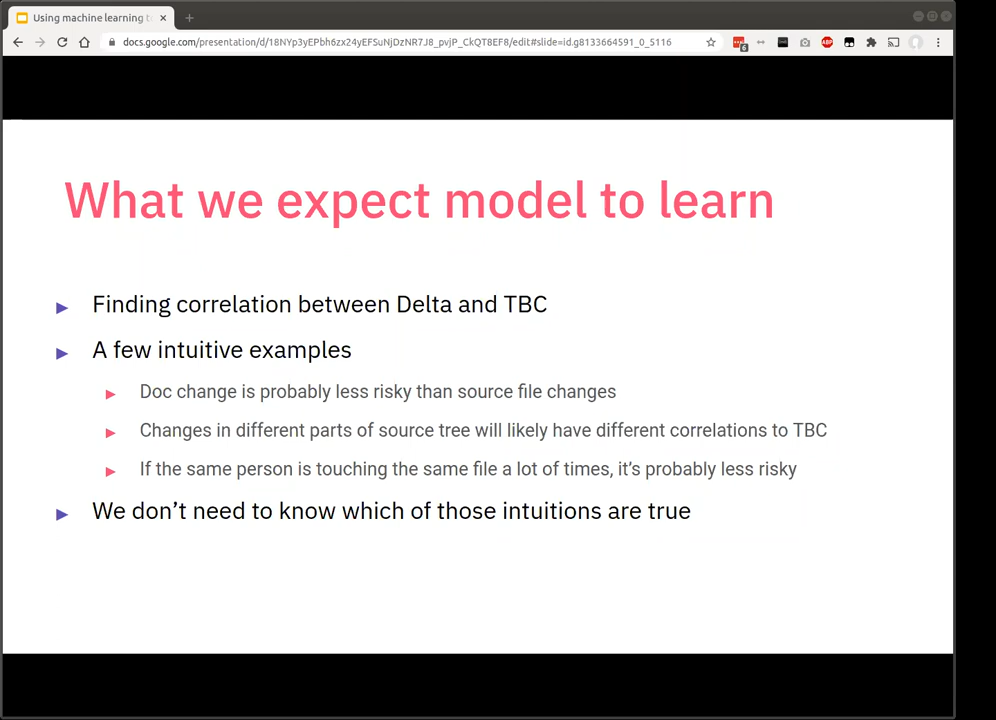 Using machine learning to
docs.google.com/presentation/d/18NYp3yEPbh6zx24yEFSuNjDzNR7J8_pvjP_CkQT8EF8/edit#slide=id.g8133664591_0_5116
6
ABP
What we expect model to learn
Finding correlation between Delta and TBC
A few intuitive examples
Doc change is probably less risky than source file changes
Changes in different parts of source tree will likely have different correlations to TBC
If the same person is touching the same file a lot of times, it’s probably less risky
We don’t need to know which of those intuitions are true